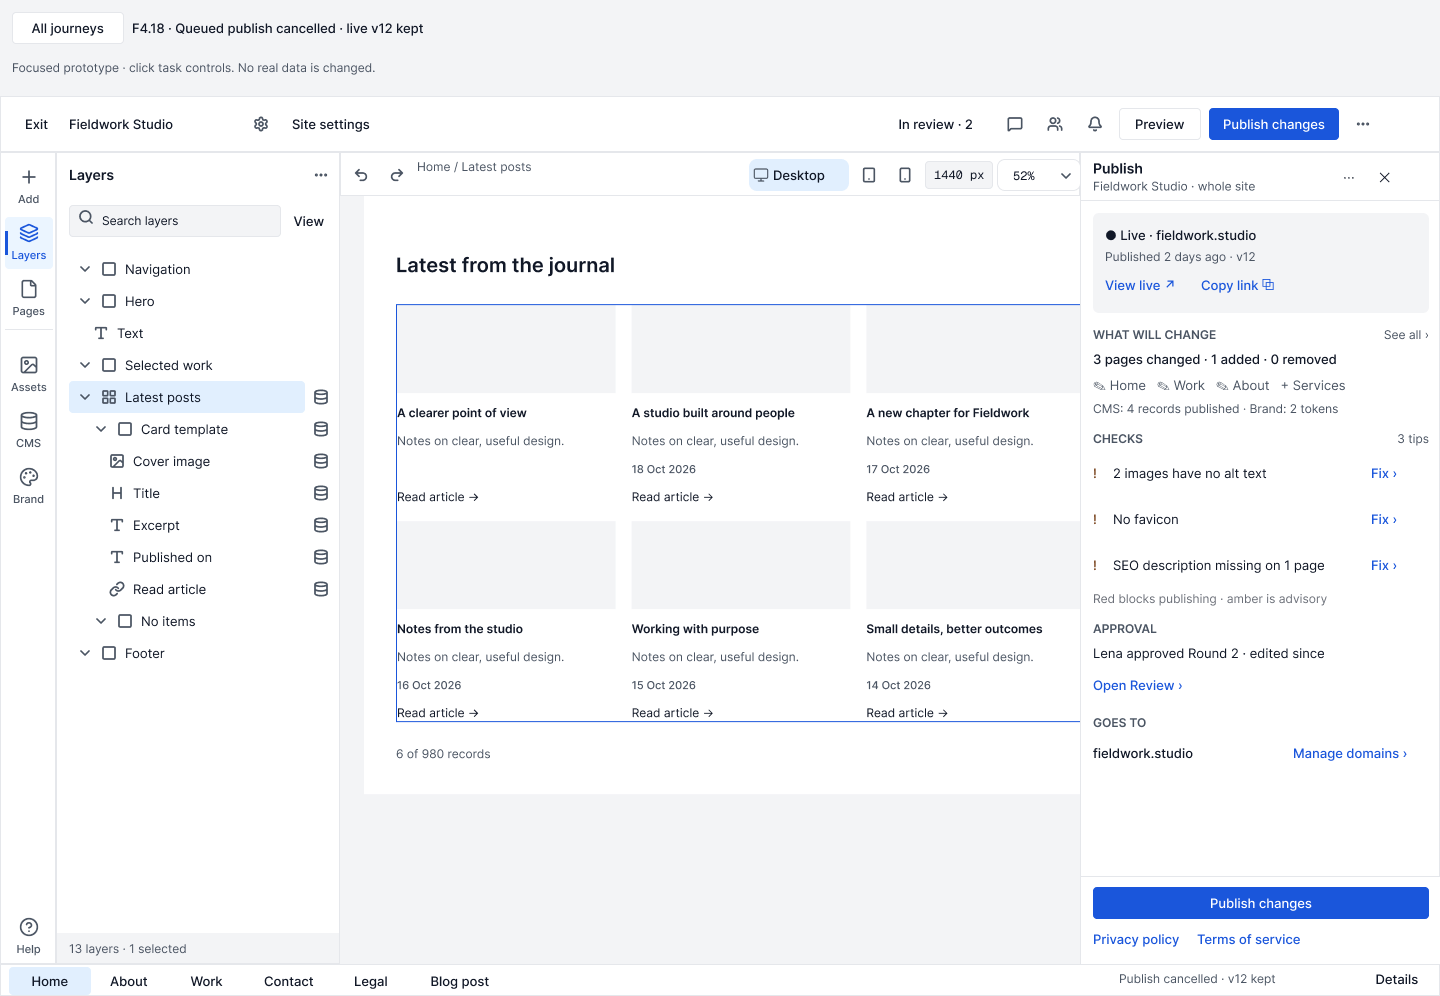 All journeys
F4.18 · Queued publish cancelled · live v12 kept
Focused prototype · click task controls. No real data is changed.
Exit
Fieldwork Studio
Site settings
In review · 2
Preview
Publish changes
Add
Layers
Pages
Assets
CMS
Brand
Help
Layers
Search layers
View
Navigation
Hero
Text
Selected work
Latest posts
Card template
Cover image
Title
Excerpt
Published on
Read article
No items
Footer
13 layers · 1 selected
Home / Latest posts
Desktop
1440 px
52%
Latest from the journal
A clearer point of view
Notes on clear, useful design.
Read article →
A studio built around people
Notes on clear, useful design.
18 Oct 2026
Read article →
A new chapter for Fieldwork
Notes on clear, useful design.
17 Oct 2026
Read article →
Notes from the studio
Notes on clear, useful design.
16 Oct 2026
Read article →
Working with purpose
Notes on clear, useful design.
15 Oct 2026
Read article →
Small details, better outcomes
Notes on clear, useful design.
14 Oct 2026
Read article →
6 of 980 records
Publish
Fieldwork Studio · whole site
● Live · fieldwork.studio
Published 2 days ago · v12
View live ↗
Copy link
WHAT WILL CHANGE
See all ›
3 pages changed · 1 added · 0 removed
✎ Home ✎ Work ✎ About + Services
CMS: 4 records published · Brand: 2 tokens
CHECKS
3 tips
! 2 images have no alt text
Fix ›
! No favicon
Fix ›
! SEO description missing on 1 page
Fix ›
Red blocks publishing · amber is advisory
APPROVAL
Lena approved Round 2 · edited since
Open Review ›
GOES TO
fieldwork.studio
Manage domains ›
Publish changes
Privacy policy
Terms of service
Home
About
Work
Contact
Legal
Blog post
Publish cancelled · v12 kept
Details